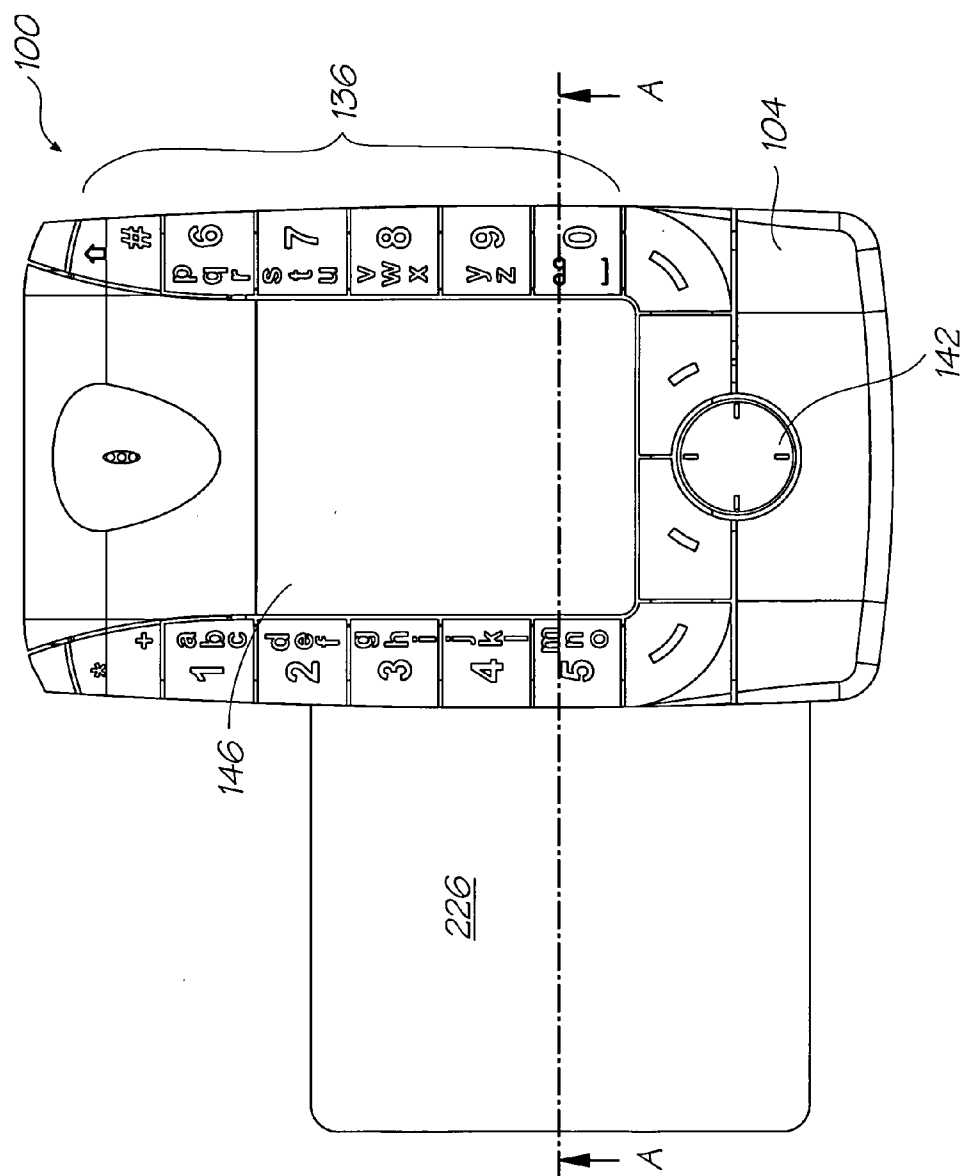 100
136
* +
#
1 abc
pqr 6
2 def
stu 7
3 ghi
vwx 8
4 jkl
yz 9
5 mno
0
A
104
142
146
226
A